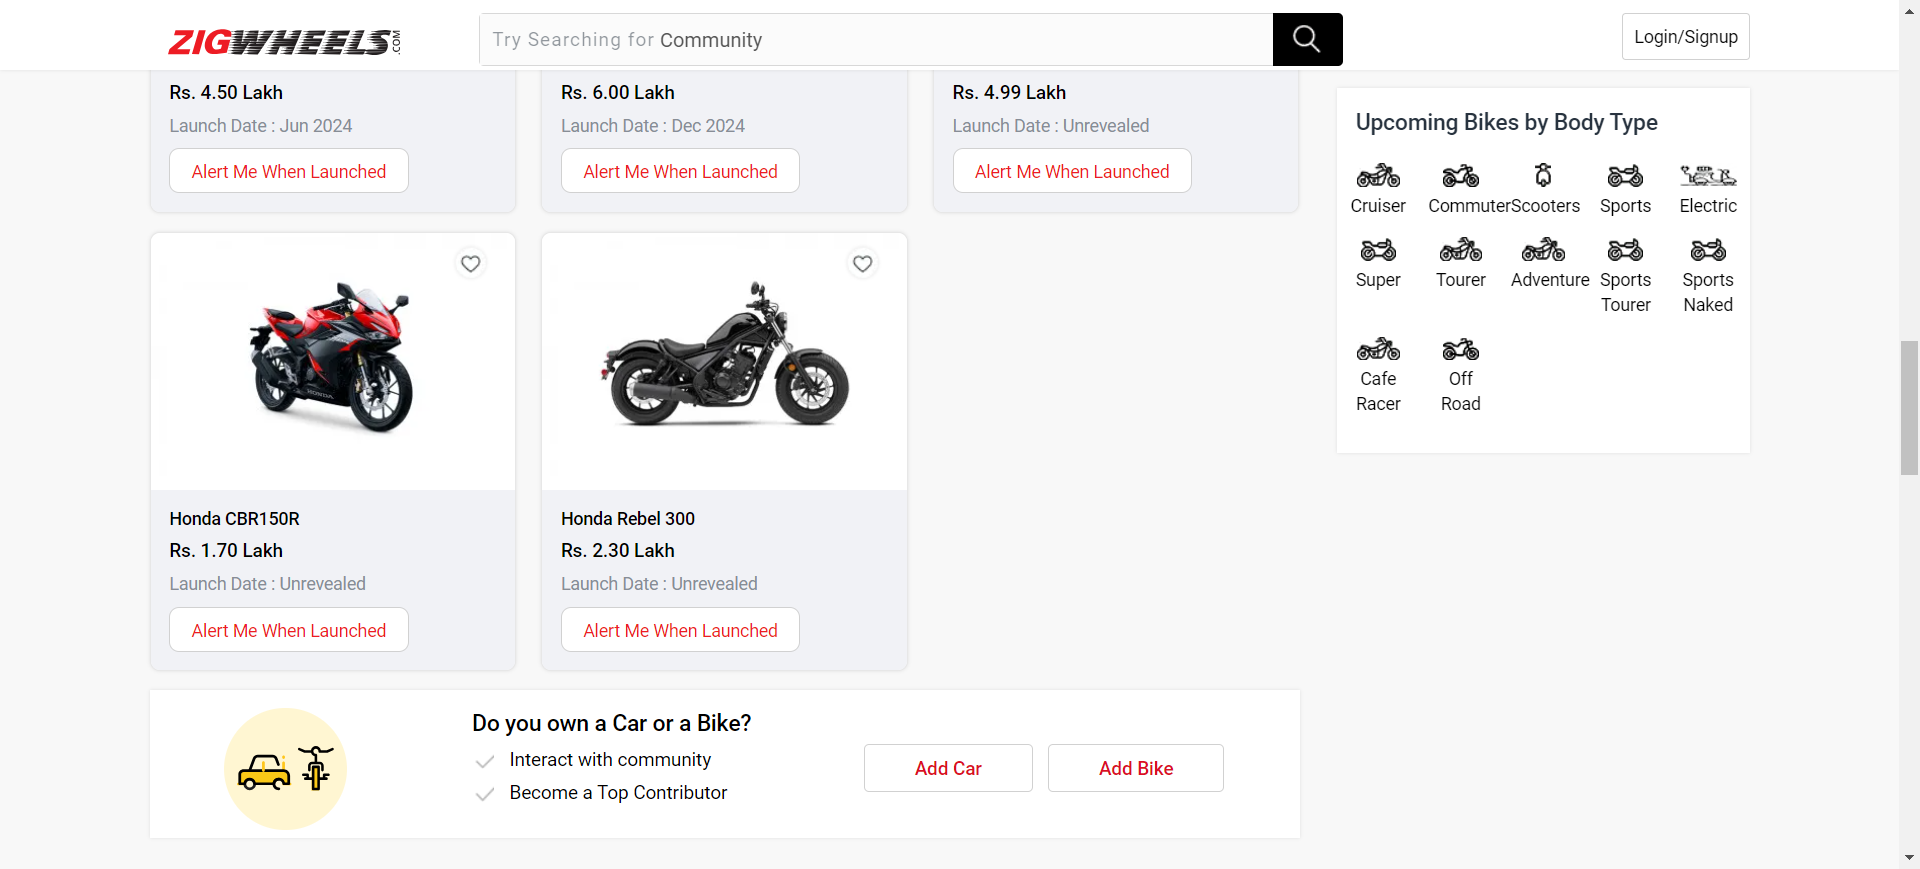 ZIGWHEELS.COM
Try Searching for Community
Login/Signup
Rs. 4.50 Lakh
Launch Date : Jun 2024
Alert Me When Launched
Rs. 6.00 Lakh
Launch Date : Dec 2024
Alert Me When Launched
Rs. 4.99 Lakh
Launch Date : Unrevealed
Alert Me When Launched
Honda CBR150R
Rs. 1.70 Lakh
Launch Date : Unrevealed
Alert Me When Launched
Honda Rebel 300
Rs. 2.30 Lakh
Launch Date : Unrevealed
Alert Me When Launched
Do you own a Car or a Bike?
Interact with community
Become a Top Contributor
Add Car
Add Bike
Upcoming Bikes by Body Type
Cruiser
Commuter
Scooters
Sports
Electric
Super
Tourer
Adventure
Sports
Tourer
Sports
Naked
Cafe
Racer
Off
Road